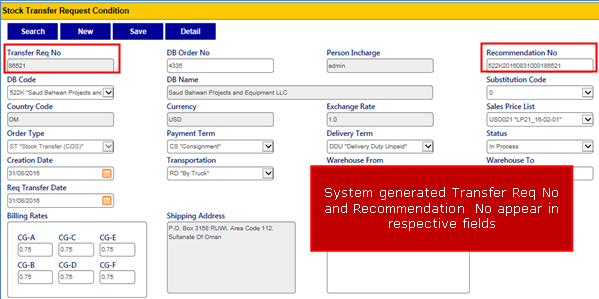 Stock Transfer Request Condition
Search New Save Detail
Transfer Req No DB Order No Person Incharge Recommendation No
86521 4335 admin 522K20160831000186521
DB Code DB Name Substitution Code
522K "Saud Bahwan Projects anc Saud Bahwan Projects and Equipment LLC 0
Country Code Currency Exchange Rate Sales Price List
OM USD 1.0 USD021 "LP21_16-02-01"
Order Type Payment Term Delivery Term Status
ST "Stock Transfer (CGS)" CS "Consignment" DDU "Delivery Duty Unpaid" In Process
Creation Date Transportation Warehouse From Warehouse To
31/08/2016 RD "By Truck"
Req Transfer Date
31/08/2016
System generated Transfer Req No
and Recommendation No appear in
respective fields
Billing Rates Shipping Address
CG-A CG-C CG-E
0.75 0.75 0.75
CG-B CG-D CG-F
0.75 0.75 0.75
P.O. Box 3168 RUWI. Area Code 112.
Sultanate Of Oman